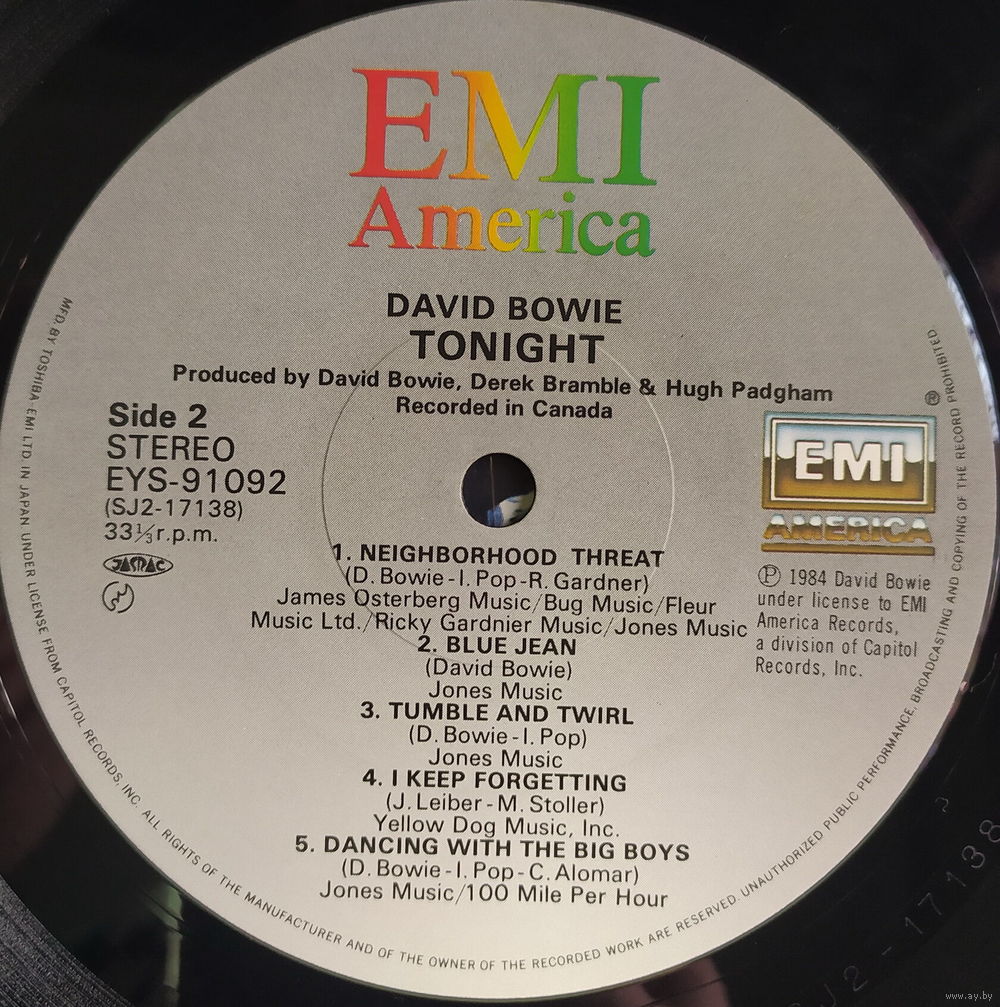 EMI
America
DAVID BOWIE
TONIGHT
Produced by David Bowie, Derek Bramble & Hugh Padgham
Recorded in Canada
Side 2
STEREO
EYS-91092
(SJ2-17138)
33⅓r.p.m.
JASRAC
EMI
AMERICA
®
Ⓟ 1984 David Bowie
under license to EMI
America Records,
a division of Capitol
Records, Inc.
1. NEIGHBORHOOD THREAT
(D. Bowie-I. Pop-R. Gardner)
James Osterberg Music/Bug Music/Fleur
Music Ltd./Ricky Gardnier Music/Jones Music
2. BLUE JEAN
(David Bowie)
Jones Music
3. TUMBLE AND TWIRL
(D. Bowie-I. Pop)
Jones Music
4. I KEEP FORGETTING
(J. Leiber-M. Stoller)
Yellow Dog Music, Inc.
5. DANCING WITH THE BIG BOYS
(D. Bowie-I. Pop-C. Alomar)
Jones Music/100 Mile Per Hour
MFD. BY TOSHIBA EMI LTD. IN JAPAN UNDER LICENSE FROM CAPITOL RECORDS, INC. ALL RIGHTS OF THE MANUFACTURER AND OF THE OWNER OF THE RECORDED WORK ARE RESERVED. UNAUTHORIZED PUBLIC PERFORMANCE, BROADCASTING AND COPYING OF THE RECORD PROHIBITED.
J2-17138
www.ay.by